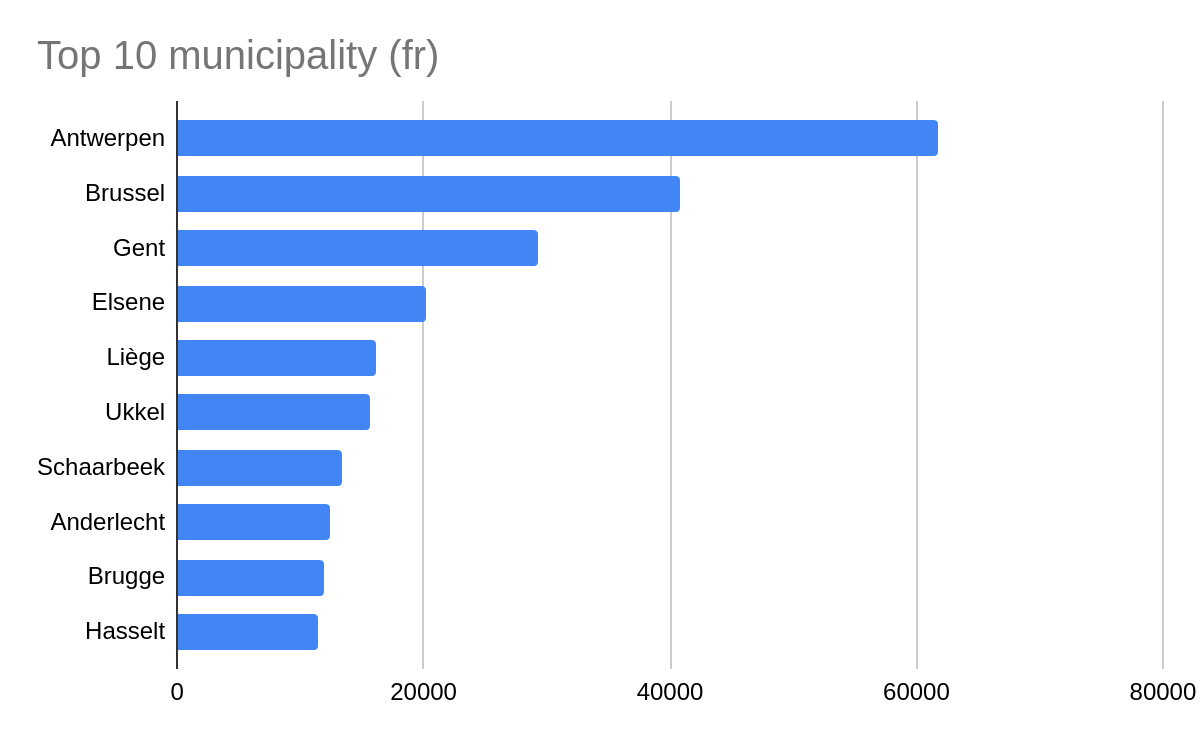 Top 10 municipality (fr)
Antwerpen
Brussel
Gent
Elsene
Liège
Ukkel
Schaarbeek
Anderlecht
Brugge
Hasselt
0 20000 40000 60000 80000